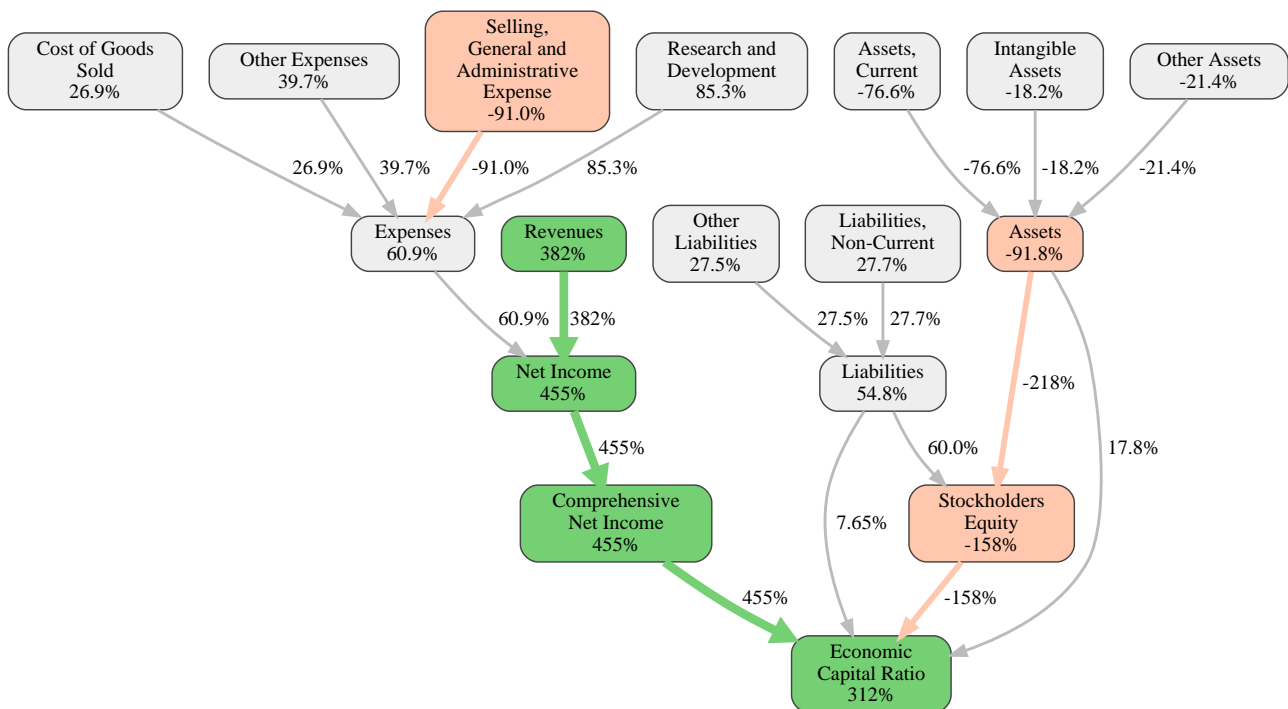 Cost of Goods
Sold
26.9%
Other Expenses
39.7%
Selling,
General and
Administrative
Expense
-91.0%
Research and
Development
85.3%
Assets,
Current
-76.6%
Intangible
Assets
-18.2%
Other Assets
-21.4%
26.9%
39.7%
-91.0%
85.3%
-76.6%
-18.2%
-21.4%
Expenses
60.9%
Revenues
382%
Other
Liabilities
27.5%
Liabilities,
Non-Current
27.7%
Assets
-91.8%
60.9%
382%
27.5%
27.7%
Net Income
455%
Liabilities
54.8%
-218%
455%
60.0%
17.8%
Comprehensive
Net Income
455%
7.65%
Stockholders
Equity
-158%
455%
-158%
Economic
Capital Ratio
312%